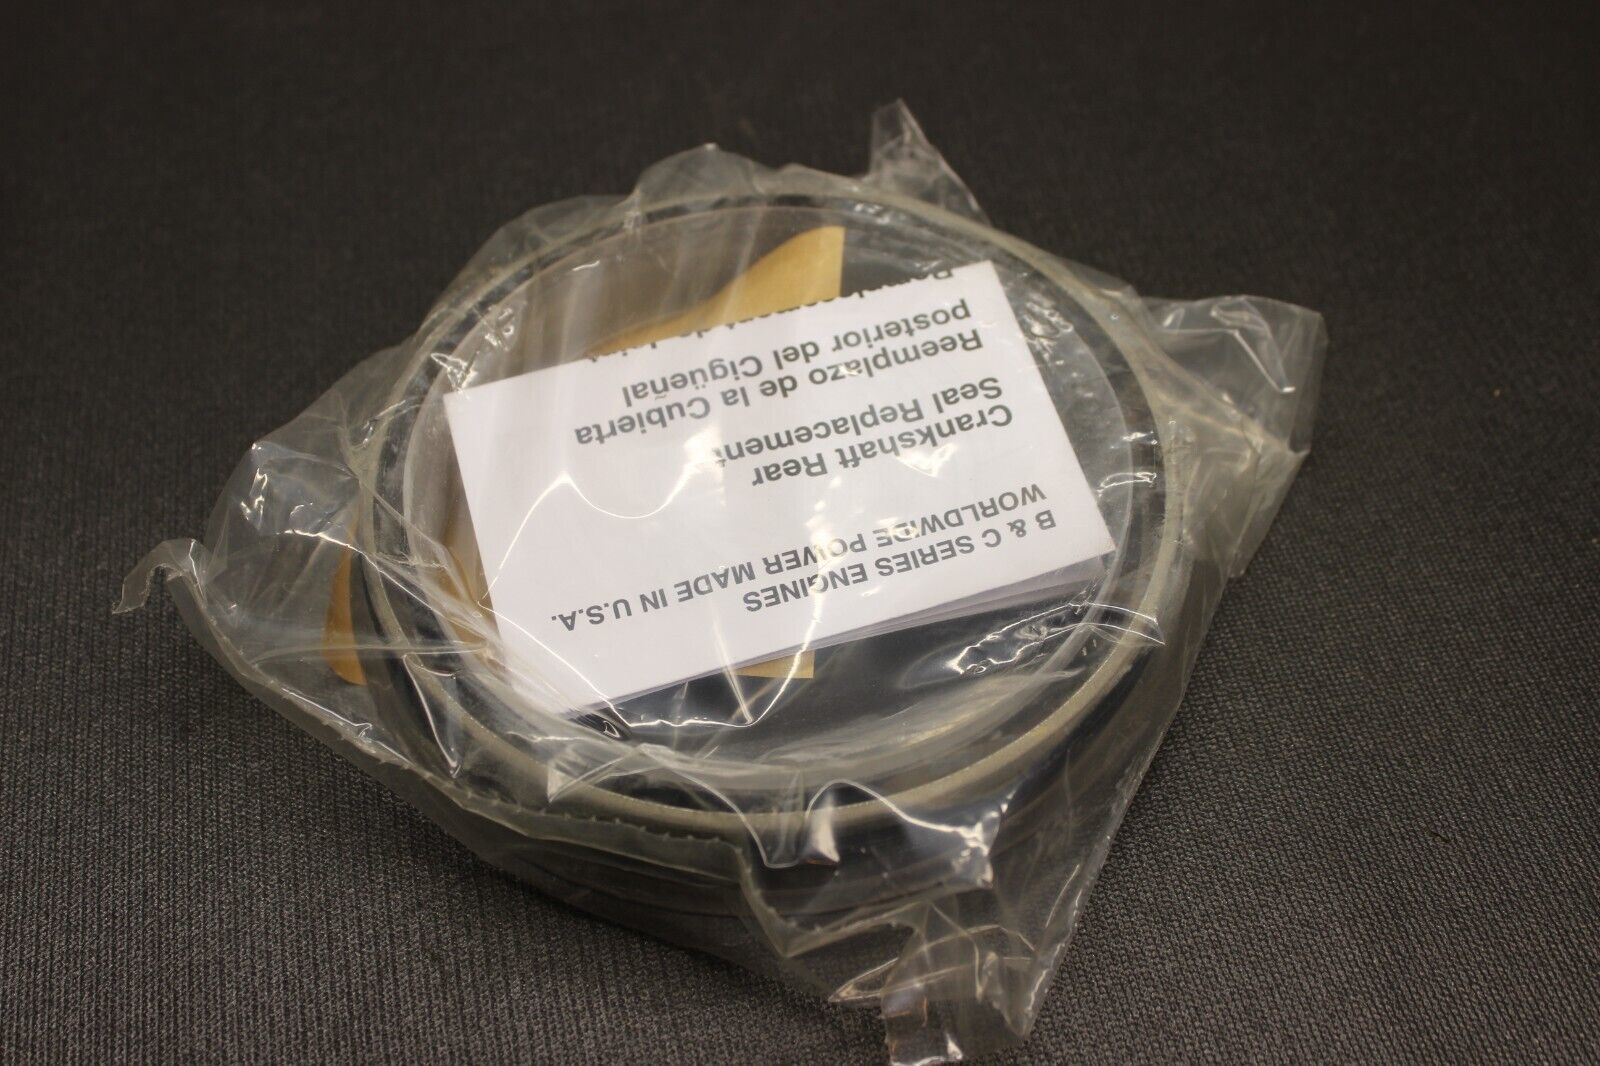 B & C SERIES ENGINES
WORLDWIDE POWER MADE IN U.S.A.
Crankshaft Rear
Seal Replacement
Reemplazo de la Cubierta
posterior del Cigüeñal